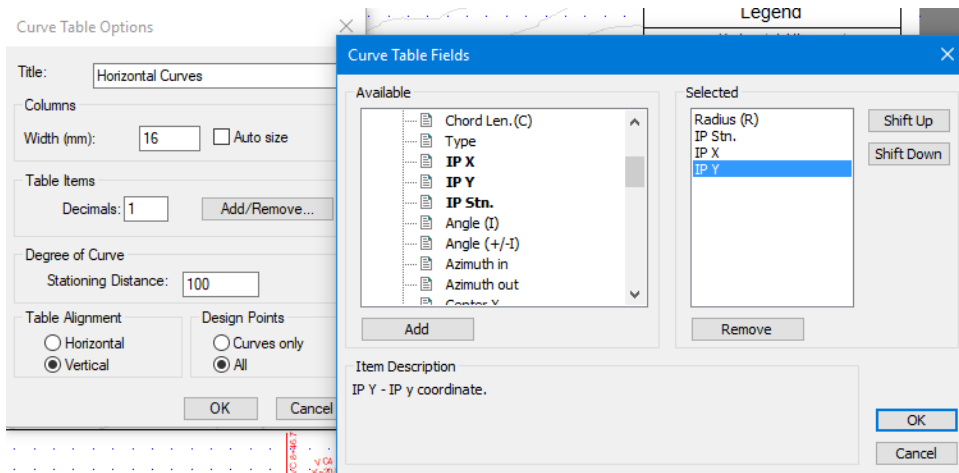 Legend
Curve Table Options
Title: Horizontal Curves
Columns
Width (mm): 16 Auto size
Table Items
Decimals: 1 Add/Remove...
Degree of Curve
Stationing Distance: 100
Table Alignment
Horizontal
Vertical
Design Points
Curves only
All
OK Cancel
Curve Table Fields
Available
Chord Len.(C)
Type
IP X
IP Y
IP Stn.
Angle (I)
Angle (+/-I)
Azimuth in
Azimuth out
Center X
Add
Selected
Radius (R)
IP Stn.
IP X
IP Y
Remove
Shift Up
Shift Down
Item Description
IP Y - IP y coordinate.
OK
Cancel